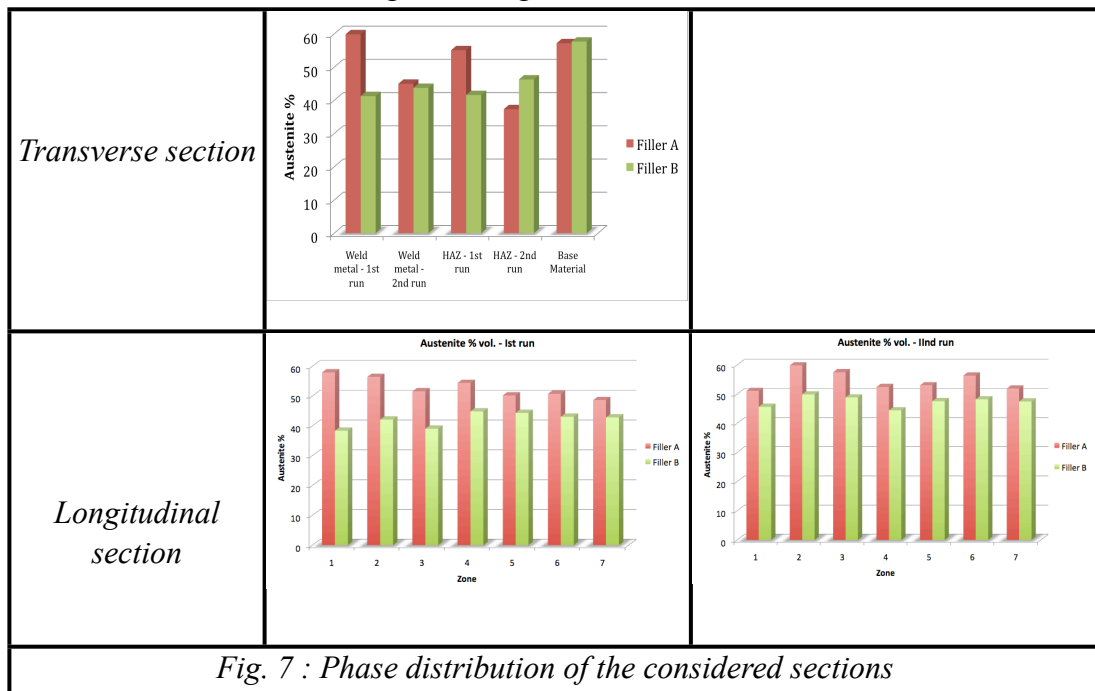 60
50
40
30
20
10
0
Austenite %
Weld metal - 1st run
Weld metal - 2nd run
HAZ - 1st run
HAZ - 2nd run
Base Material
Filler A
Filler B
Transverse section
Austenite % vol. - Ist run
60
50
40
30
20
10
0
Austenite %
1 2 3 4 5 6 7
Zone
Filler A
Filler B
Austenite % vol. - IInd run
60
50
40
30
20
10
0
Austenite %
1 2 3 4 5 6 7
Zone
Filler A
Filler B
Longitudinal
section
Fig. 7 : Phase distribution of the considered sections